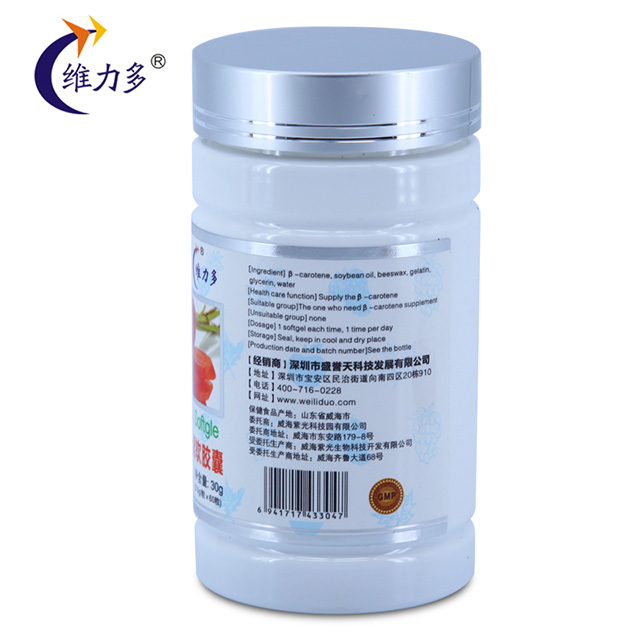 维力多®
维力多®
[Ingredient] β-carotene, soybean oil, beeswax, gelatin,
glycerin, water
[Health care function] Supply the β-carotene
[Suitable group]The one who need β-carotene supplement
[Unsuitable group] none
[Dosage] 1 softgel each time, 1 time per day
[Storage] Seal, keep in cool and dry place
[Production date and batch number]See the bottle
【经销商】深圳市盛誉天科技发展有限公司
【地址】深圳市宝安区民治街道向南四区20栋910
【电话】400-716-0228
【网址】www.weiliduo.com
保健食品产地：山东省威海市
委托商：威海紫光科技园有限公司
委托商地址：威海市东安路179-8号
受委托生产商：威海紫光生物科技开发有限公司
受委托生产商地址：威海齐鲁大道68号
Softgle
软胶囊
含量: 30g
× 60粒)
6 941717 433047
GMP